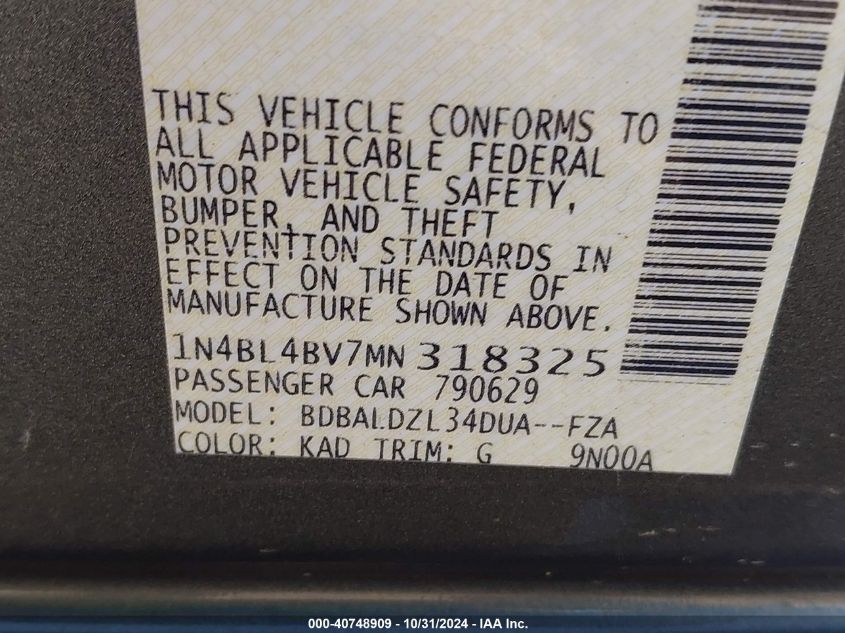 THIS VEHICLE CONFORMS TO
ALL APPLICABLE FEDERAL
MOTOR VEHICLE SAFETY,
BUMPER, AND THEFT
PREVENTION STANDARDS IN
EFFECT ON THE DATE OF
MANUFACTURE SHOWN ABOVE.
1N4BL4BV7MN318325
PASSENGER CAR 790629
MODEL: BDBALDZL34DUA--FZA
COLOR: KAD TRIM: G 9N00A
000-40748909 - 10/31/2024 - IAA Inc.